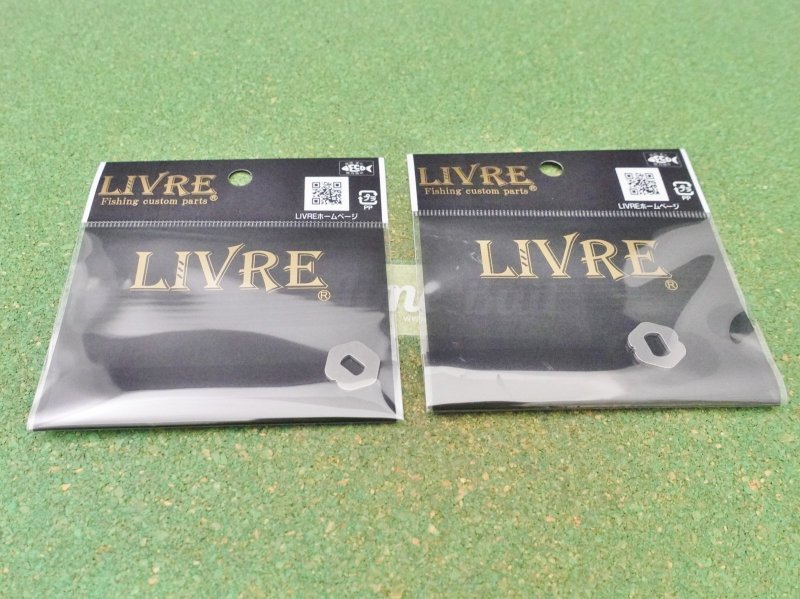 LIVRE
Fishing custom parts®
LIVREホームページ
PP
LIVRE®
LIVRE
Fishing custom parts®
LIVREホームページ
PP
LIVRE®